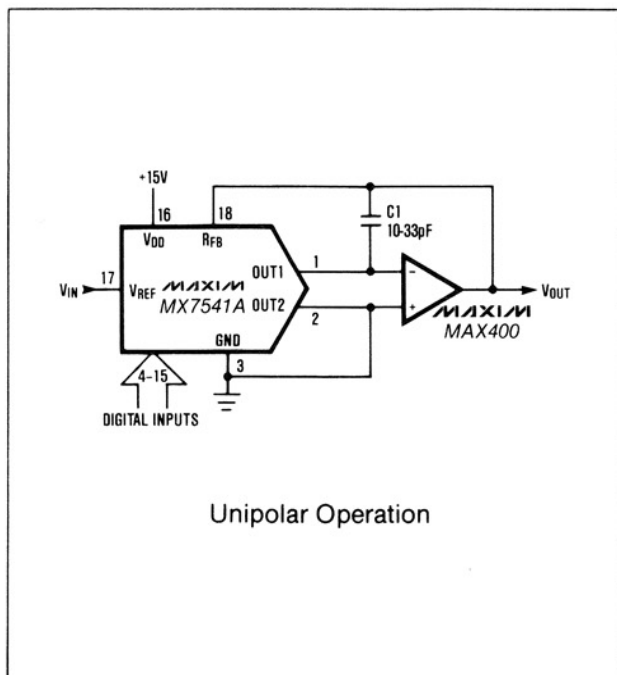 +15V
16
18
VDD
RFB
C1
10-33pF
1
OUT1
VIN
17
VREF
MAXIM
MX7541A
OUT2
2
−
+
VOUT
MAXIM
MAX400
GND
3
4-15
DIGITAL INPUTS
Unipolar Operation